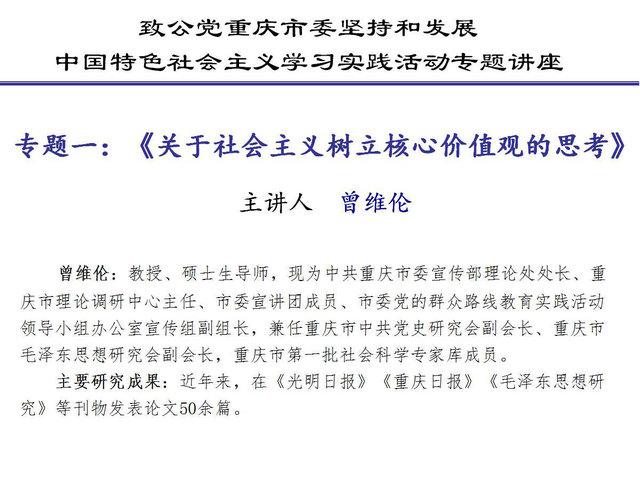 致公党重庆市委坚持和发展
中国特色社会主义学习实践活动专题讲座
专题一：《关于社会主义树立核心价值观的思考》
主讲人 曾维伦
曾维伦：教授、硕士生导师，现为中共重庆市委宣传部理论处处长、重
庆市理论调研中心主任、市委宣讲团成员、市委党的群众路线教育实践活动
领导小组办公室宣传组副组长，兼任重庆市中共党史研究会副会长、重庆市
毛泽东思想研究会副会长，重庆市第一批社会科学专家库成员。
主要研究成果：近年来，在《光明日报》《重庆日报》《毛泽东思想研
究》等刊物发表论文50余篇。